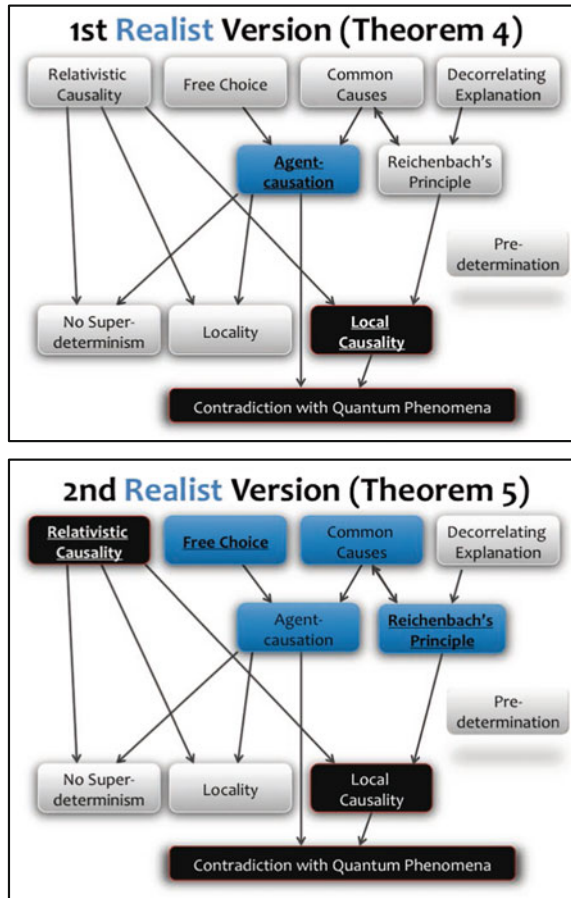 1st Realist Version (Theorem 4)
Relativistic
Causality
Free Choice
Common
Causes
Decorrelating
Explanation
Agent-
causation
Reichenbach's
Principle
Pre-
determination
No Super-
determinism
Locality
Local
Causality
Contradiction with Quantum Phenomena
2nd Realist Version (Theorem 5)
Relativistic
Causality
Free Choice
Common
Causes
Decorrelating
Explanation
Agent-
causation
Reichenbach's
Principle
Pre-
determination
No Super-
determinism
Locality
Local
Causality
Contradiction with Quantum Phenomena